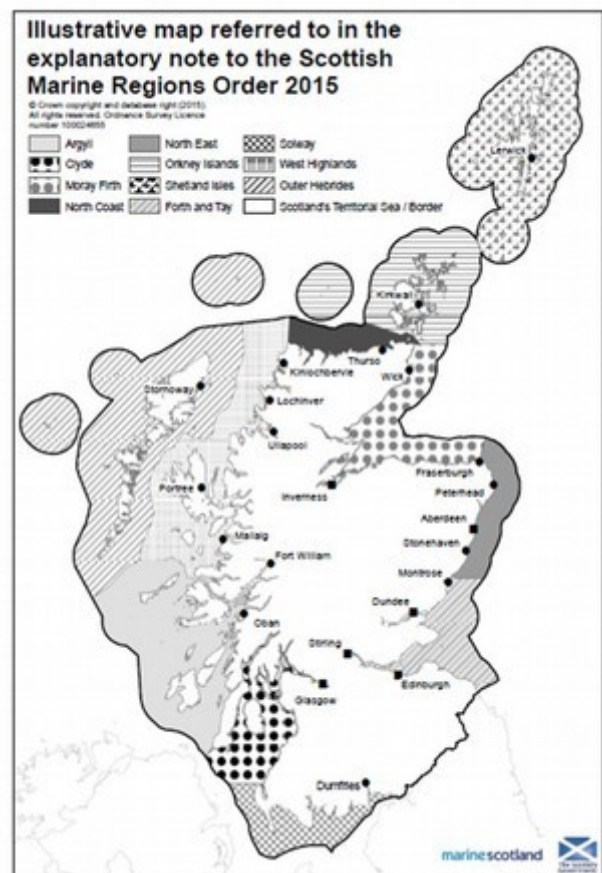 Illustrative map referred to in the
explanatory note to the Scottish
Marine Regions Order 2015
© Crown copyright and database right (2015).
All rights reserved. Ordnance Survey Licence
number 100024655
Argyll
North East
Solway
Clyde
Orkney Islands
West Highlands
Moray Firth
Shetland Isles
Outer Hebrides
North Coast
Forth and Tay
Scotland's Territorial Sea / Border
Lerwick
Kirkwall
Thurso
Kinlochbervie
Wick
Stornoway
Lochinver
Ullapool
Fraserburgh
Portree
Inverness
Peterhead
Aberdeen
Mallaig
Stonehaven
Fort William
Montrose
Dundee
Oban
Stirling
Edinburgh
Glasgow
Dumfries
marinescotland